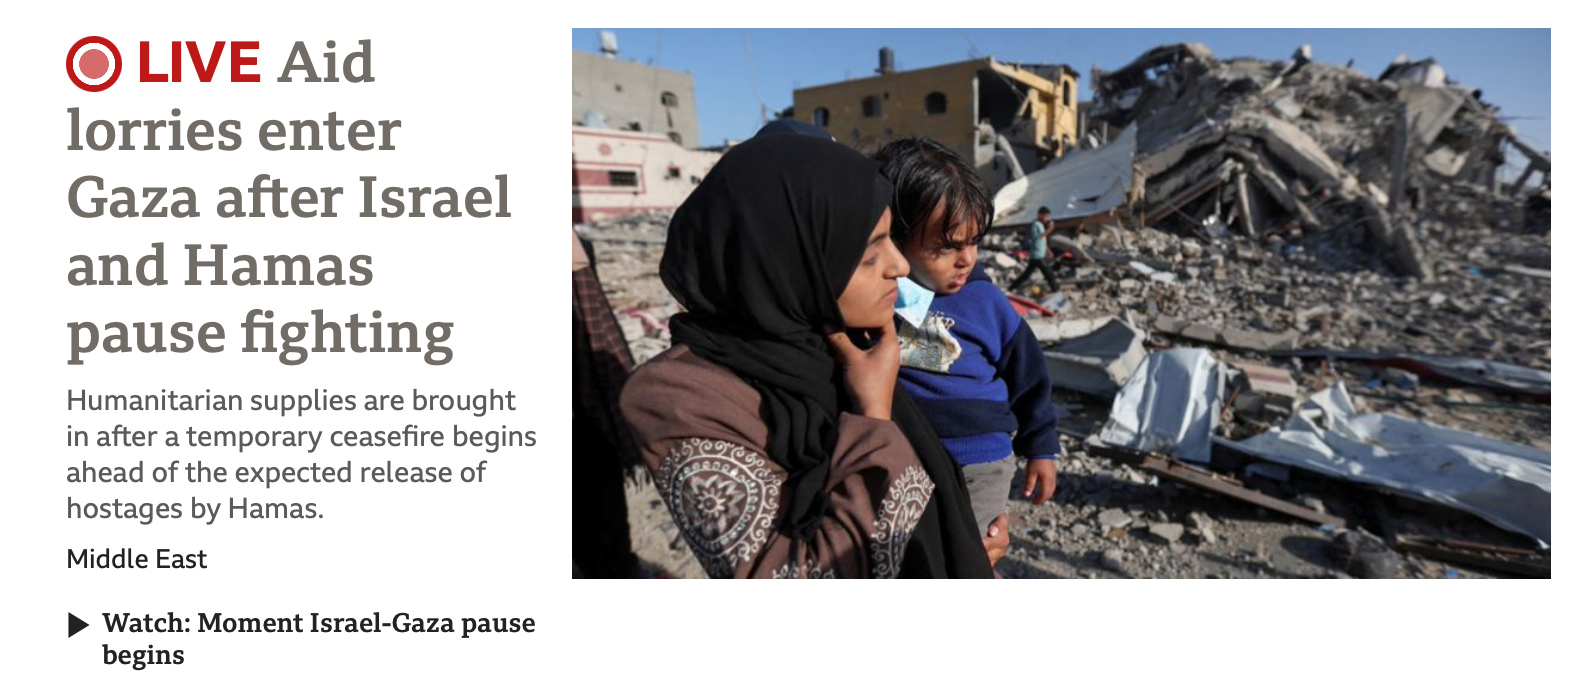 LIVE Aid
lorries enter
Gaza after Israel
and Hamas
pause fighting
Humanitarian supplies are brought
in after a temporary ceasefire begins
ahead of the expected release of
hostages by Hamas.
Middle East
Watch: Moment Israel-Gaza pause
begins